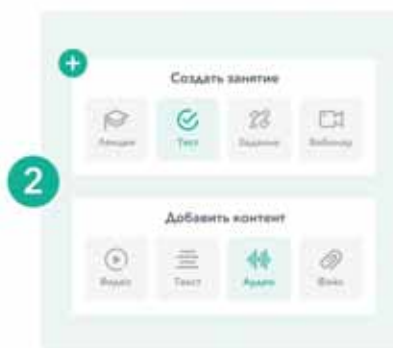 Создать занятие
Лекция Тест Задание Вебинар
2
Добавить контент
Видео Текст Аудио Файл